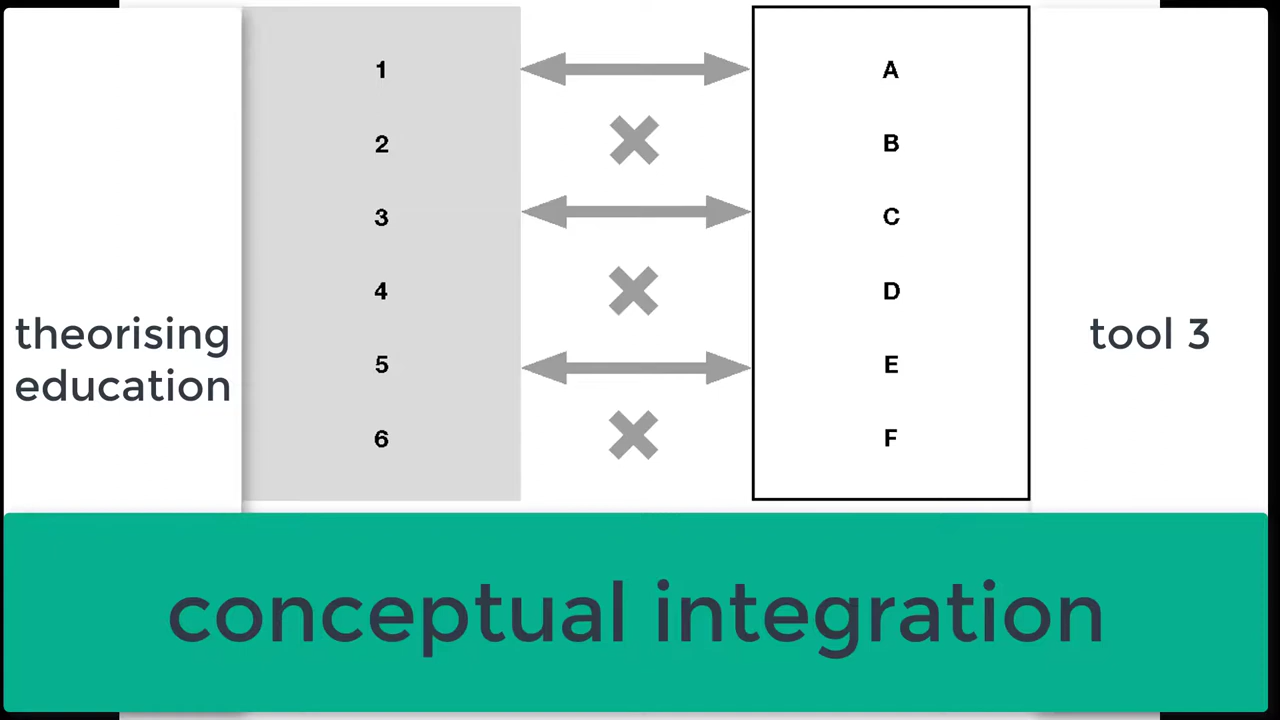 1 A
2 B
3 C
4 D
5 E
6 F
theorising
education
tool 3
conceptual integration